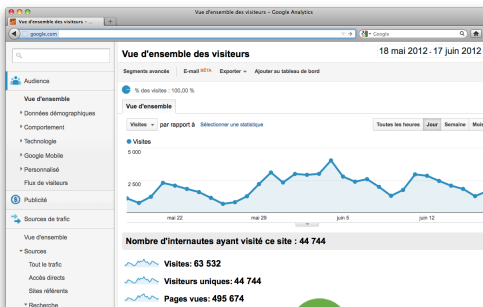 Vue d'ensemble des visiteurs – Google Analytics
Vue d'ensemble des visiteurs - ...
google.com
Google
Vue d'ensemble des visiteurs
18 mai 2012 - 17 juin 2012
Segments avancés E-mail BÊTA Exporter Ajouter au tableau de bord
% des visites : 100,00 %
Vue d'ensemble
Visites par rapport à Sélectionner une statistique
Toutes les heures Jour Semaine Mois
Visites
5 000
2 500
mai 22 mai 29 juin 5 juin 12
Nombre d'internautes ayant visité ce site : 44 744
Visites: 63 532
Visiteurs uniques: 44 744
Pages vues: 495 674
Audience
Vue d'ensemble
Données démographiques
Comportement
Technologie
Google Mobile
Personnalisé
Flux de visiteurs
Publicité
Sources de trafic
Vue d'ensemble
Sources
Tout le trafic
Accès directs
Sites référents
Recherche